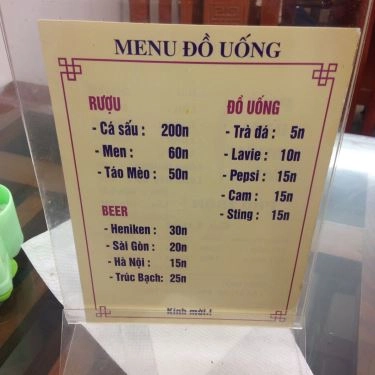 MENU ĐỒ UỐNG
RƯỢU
- Cá sấu : 200n
- Men : 60n
- Táo Mèo : 50n
BEER
- Heniken : 30n
- Sài Gòn : 20n
- Hà Nội : 15n
- Trúc Bạch: 25n
ĐỒ UỐNG
- Trà đá : 5n
- Lavie : 10n
- Pepsi : 15n
- Cam : 15n
- Sting : 15n
Kính mời.!